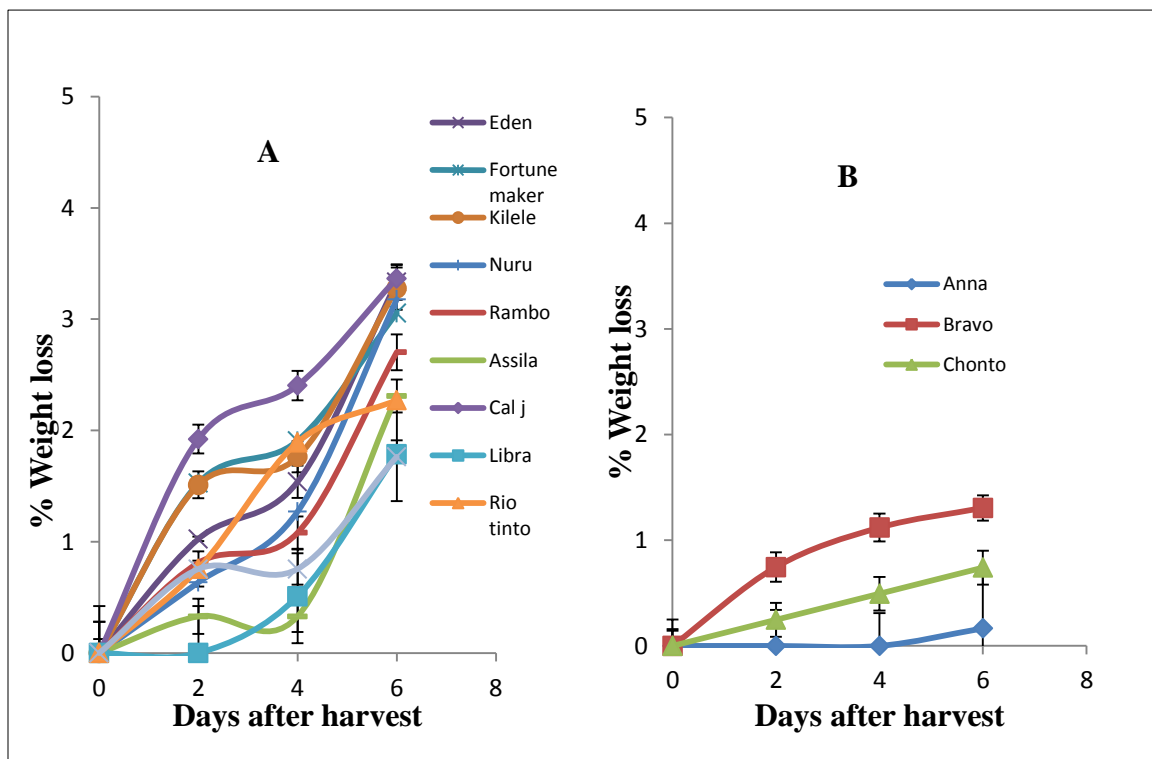 A
% Weight loss
5
4
3
2
1
0
0
2
4
6
8
Days after harvest
Eden
Fortune
maker
Kilele
Nuru
Rambo
Assila
Cal j
Libra
Rio
tinto
B
% Weight loss
5
4
3
2
1
0
0
2
4
6
8
Days after harvest
Anna
Bravo
Chonto